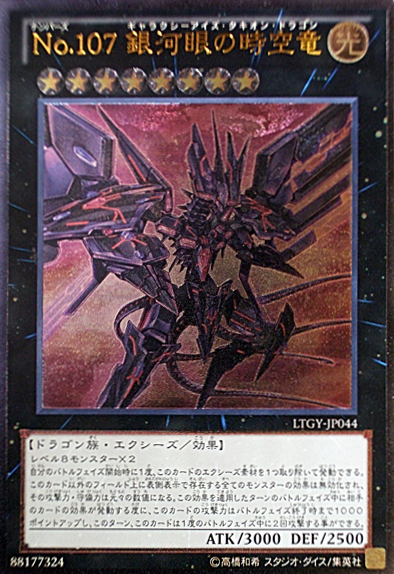 ナンバーズ ギャラクシーアイズ・タキオン・ドラゴン
No.107 銀河眼の時空竜
光
LTGY-JP044
【ドラゴン族・エクシーズ／効果】
レベル8モンスター×2
自分のバトルフェイズ開始時に1度、このカードのエクシーズ素材を1つ取り除いて発動できる。
このカード以外のフィールド上に表側表示で存在する全てのモンスターの効果は無効化され、
その攻撃力・守備力は元々の数値になる。この効果を適用したターンのバトルフェイズ中に相手
のカードの効果が発動する度に、このカードの攻撃力はバトルフェイズ終了時まで1000
ポイントアップし、このターン、このカードは1度のバトルフェイズ中に2回攻撃する事ができる。
ATK/3000 DEF/2500
88177324
©高橋和希 スタジオ・ダイス/集英社